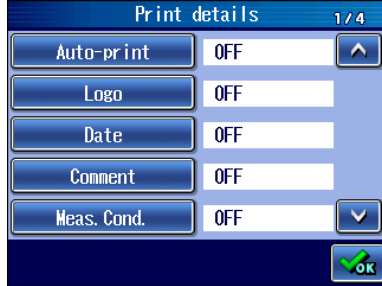 Print details 1/4
Auto-print OFF
Logo OFF
Date OFF
Comment OFF
Meas. Cond. OFF
OK